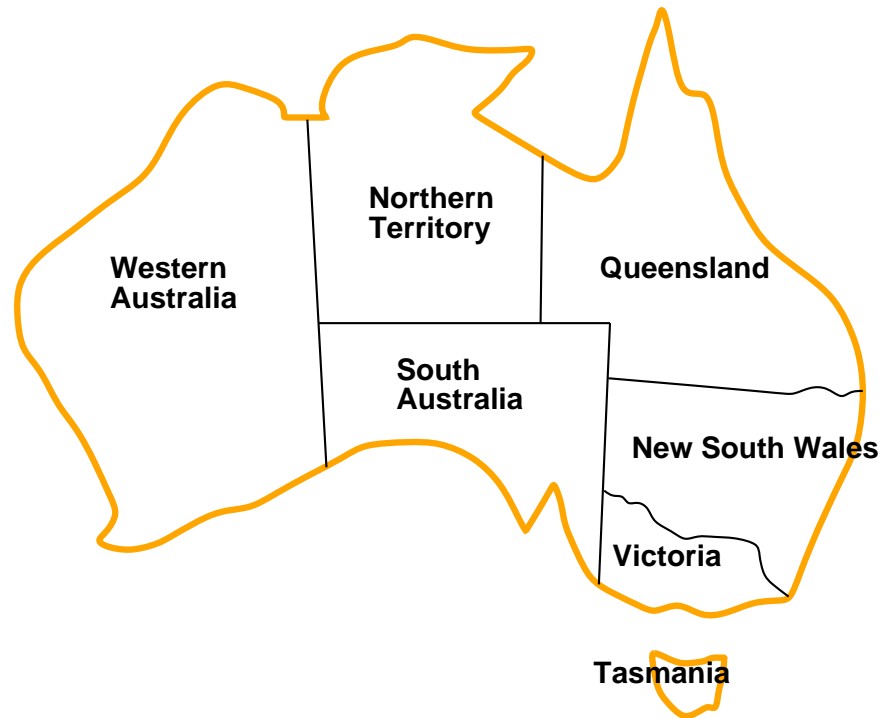 Northern
Territory
Western
Australia
Queensland
South
Australia
New South Wales
Victoria
Tasmania